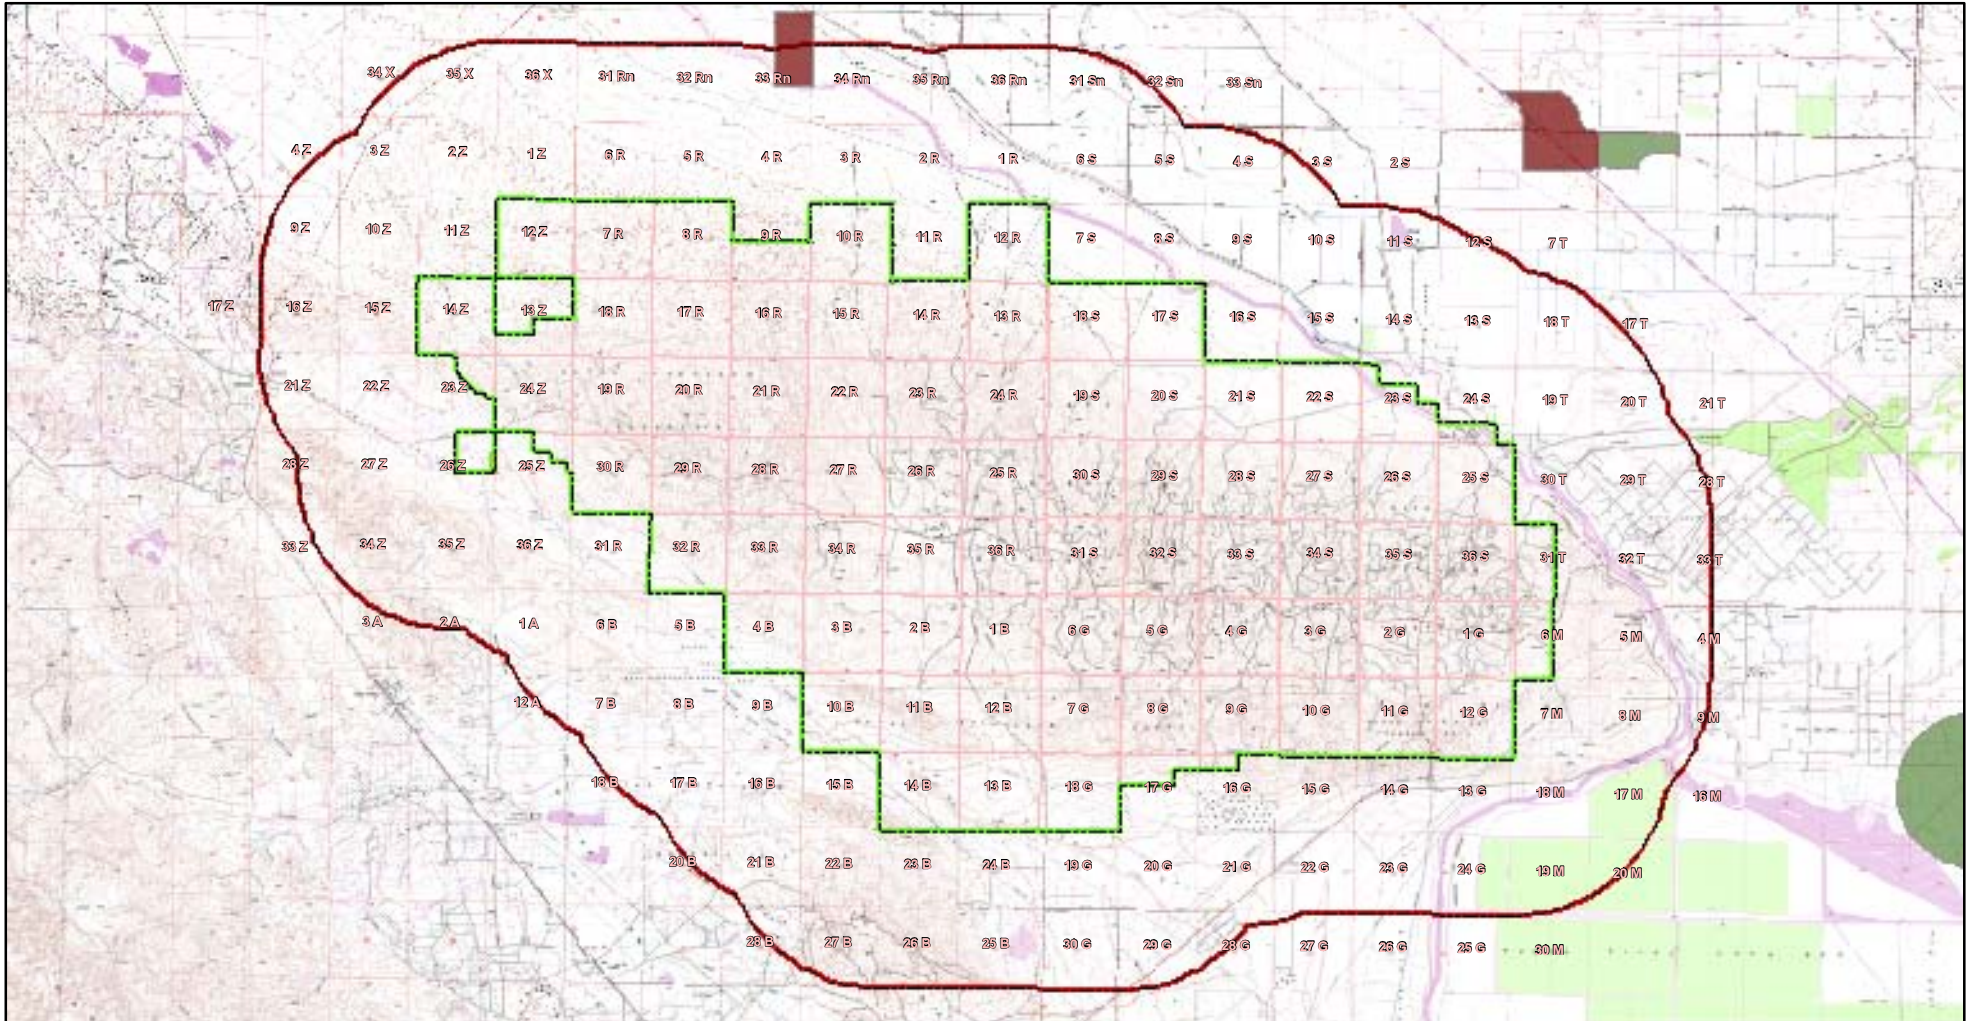 34 X 35 X 36 X 31 Rn 32 Rn 33 Rn 34 Rn 35 Rn 36 Rn 31 Sn 32 Sn 33 Sn
4 Z 3 Z 2 Z 1 Z 6 R 5 R 4 R 3 R 2 R 1 R 6 S 5 S 4 S 3 S 2 S
9 Z 10 Z 11 Z 12 Z 7 R 8 R 9 R 10 R 11 R 12 R 7 S 8 S 9 S 10 S 11 S 12 S 7 T
17 Z 16 Z 15 Z 14 Z 13 Z 18 R 17 R 16 R 15 R 14 R 13 R 18 S 17 S 16 S 15 S 14 S 13 S 18 T 17 T
21 Z 22 Z 23 Z 24 Z 19 R 20 R 21 R 22 R 23 R 24 R 19 S 20 S 21 S 22 S 23 S 24 S 19 T 20 T 21 T
28 Z 27 Z 26 Z 25 Z 30 R 29 R 28 R 27 R 26 R 25 R 30 S 29 S 28 S 27 S 26 S 25 S 30 T 29 T 28 T
33 Z 34 Z 35 Z 36 Z 31 R 32 R 33 R 34 R 35 R 36 R 31 S 32 S 33 S 34 S 35 S 36 S 31 T 32 T 33 T
3 A 2 A 1 A 6 B 5 B 4 B 3 B 2 B 1 B 6 G 5 G 4 G 3 G 2 G 1 G 6 M 5 M 4 M
12 A 7 B 8 B 9 B 10 B 11 B 12 B 7 G 8 G 9 G 10 G 11 G 12 G 7 M 8 M 9 M
18 B 17 B 16 B 15 B 14 B 13 B 18 G 17 G 16 G 15 G 14 G 13 G 18 M 17 M 16 M
20 B 21 B 22 B 23 B 24 B 19 G 20 G 21 G 22 G 23 G 24 G 19 M 20 M
28 B 27 B 26 B 25 B 30 G 29 G 28 G 27 G 26 G 25 G 30 M